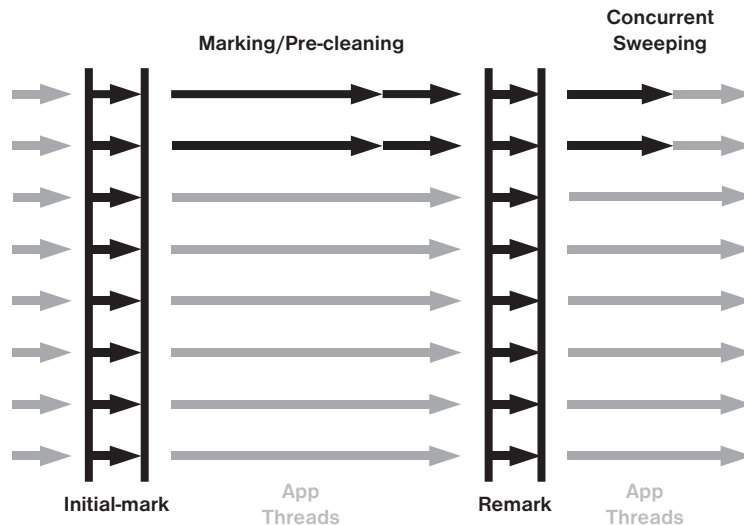 Marking/Pre-cleaning
Concurrent
Sweeping
Initial-mark
App
Threads
Remark
App
Threads